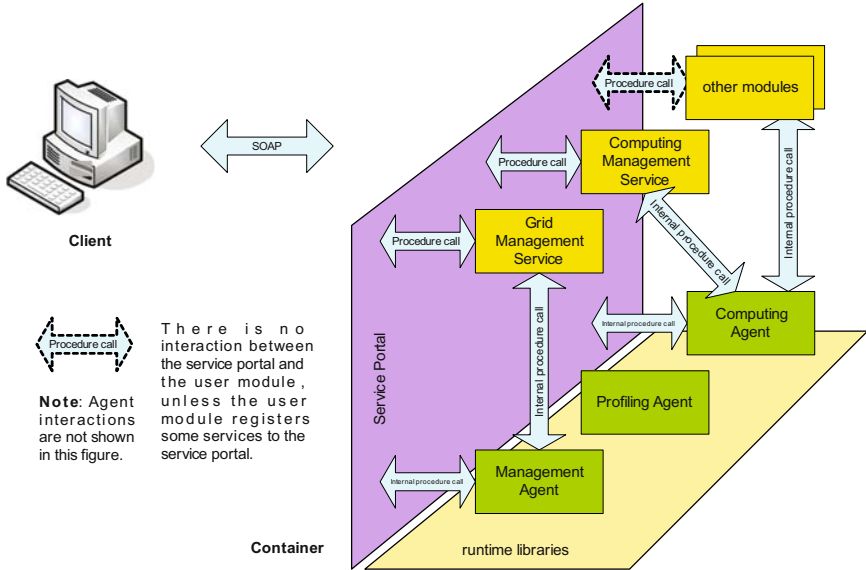 Procedure call
other modules
SOAP
Computing
Management
Service
Procedure call
Internal procedure call
Internal procedure call
Client
Grid
Management
Service
Procedure call
Internal procedure call
Computing
Agent
Internal procedure call
Service Portal
Profiling Agent
Management
Agent
Internal procedure call
Procedure call
There is no
interaction between
the service portal and
the user module,
unless the user
module registers
some services to the
service portal.
Note: Agent
interactions
are not shown
in this figure.
Container
runtime libraries